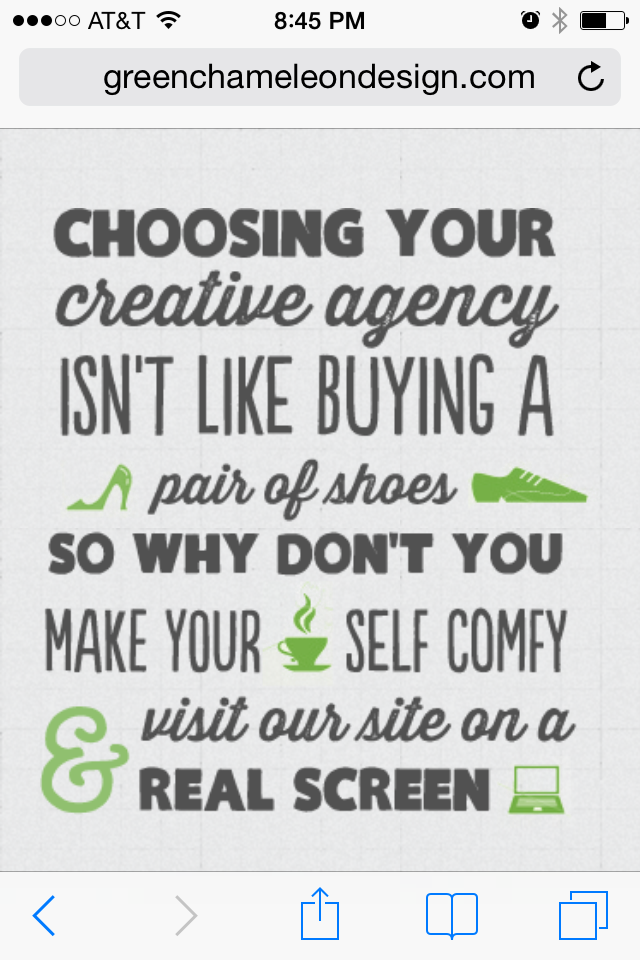 AT&T 8:45 PM
greenchameleondesign.com
CHOOSING YOUR
creative agency
ISN'T LIKE BUYING A
pair of shoes
SO WHY DON'T YOU
MAKE YOUR SELF COMFY
& visit our site on a
REAL SCREEN